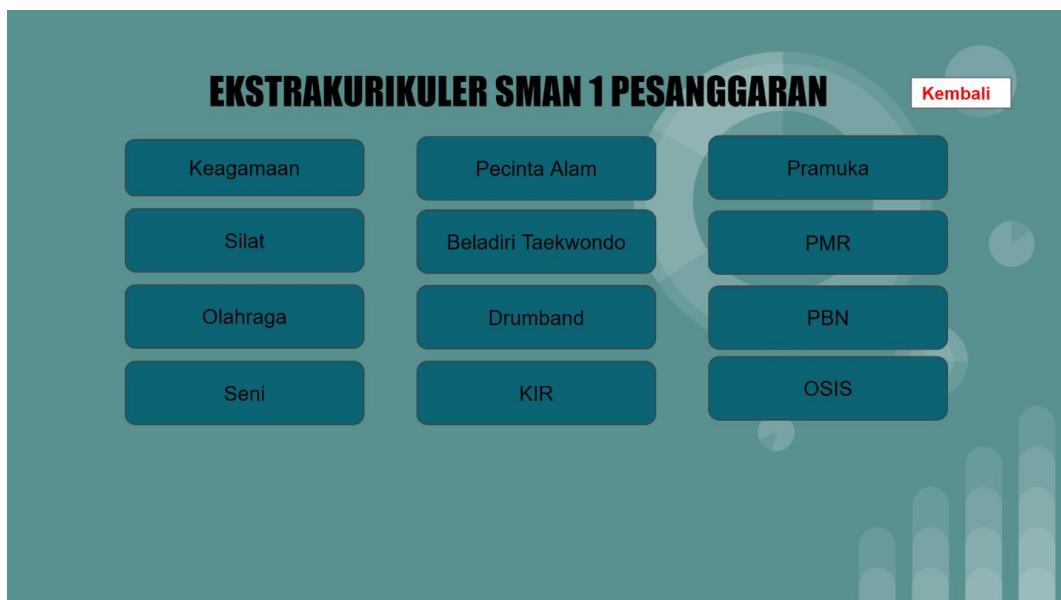 EKSTRAKURIKULER SMAN 1 PESANGGARAN
Kembali
Keagamaan
Pecinta Alam
Pramuka
Silat
Beladiri Taekwondo
PMR
Olahraga
Drumband
PBN
Seni
KIR
OSIS